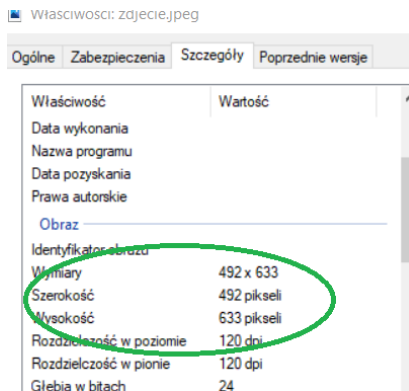 Właściwości: zdjecie.jpeg
Ogólne Zabezpieczenia Szczegóły Poprzednie wersje
Właściwość Wartość
Data wykonania
Nazwa programu
Data pozyskania
Prawa autorskie
Obraz
Identyfikator obrazu
Wymiary 492 x 633
Szerokość 492 pikseli
Wysokość 633 pikseli
Rozdzielczość w poziomie 120 dpi
Rozdzielczość w pionie 120 dpi
Głębia w bitach 24